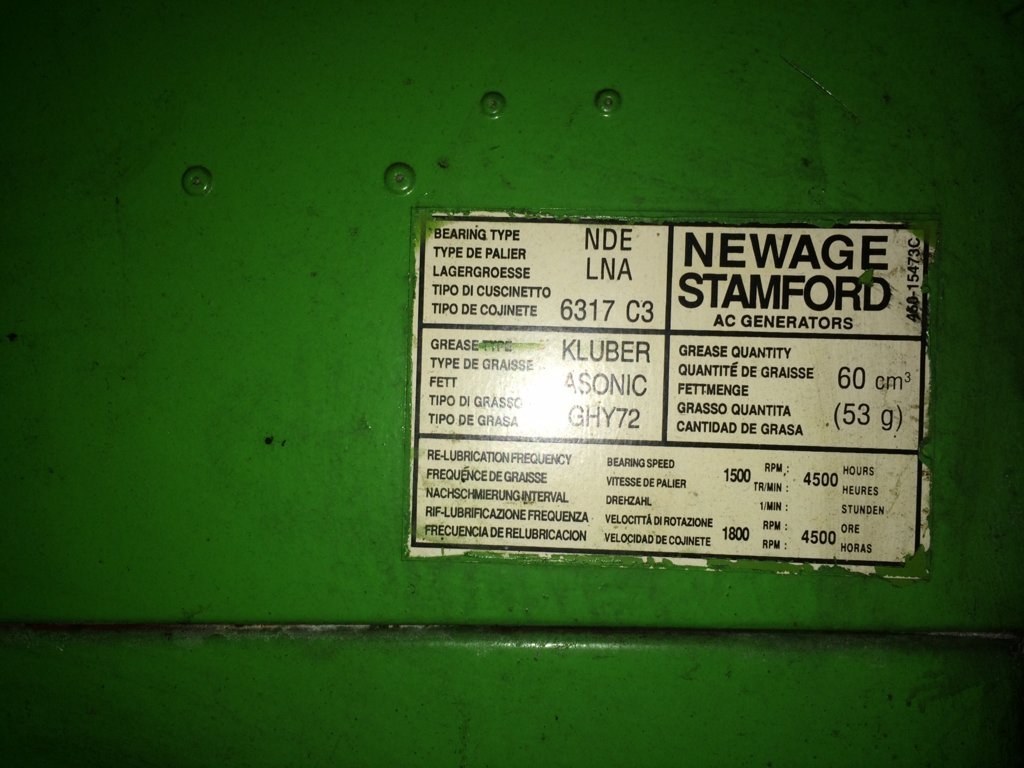 BEARING TYPE
TYPE DE PALIER
LAGERGROESSE
TIPO DI CUSCINETTO
TIPO DE COJINETE
NDE
LNA
6317 C3
NEWAGE
STAMFORD
AC GENERATORS
450-15473C
GREASE TYPE
TYPE DE GRAISSE
FETT
TIPO DI GRASSO
TIPO DE GRASA
KLUBER
ASONIC
GHY72
GREASE QUANTITY
QUANTITÉ DE GRAISSE
FETTMENGE
GRASSO QUANTITA
CANTIDAD DE GRASA
60 cm³
(53 g)
RE-LUBRICATION FREQUENCY
FREQUÉNCE DE GRAISSE
NACHSCHMIERUNG INTERVAL
RIF-LUBRIFICAZIONE FREQUENZA
FRECUENCIA DE RELUBRICACION
BEARING SPEED
VITESSE DE PALIER
DREHZAHL
VELOCITTÁ DI ROTAZIONE
VELOCIDAD DE COJINETE
1500
1800
RPM :
TR/MIN :
1/MIN :
RPM :
RPM :
4500
4500
HOURS
HEURES
STUNDEN
ORE
HORAS